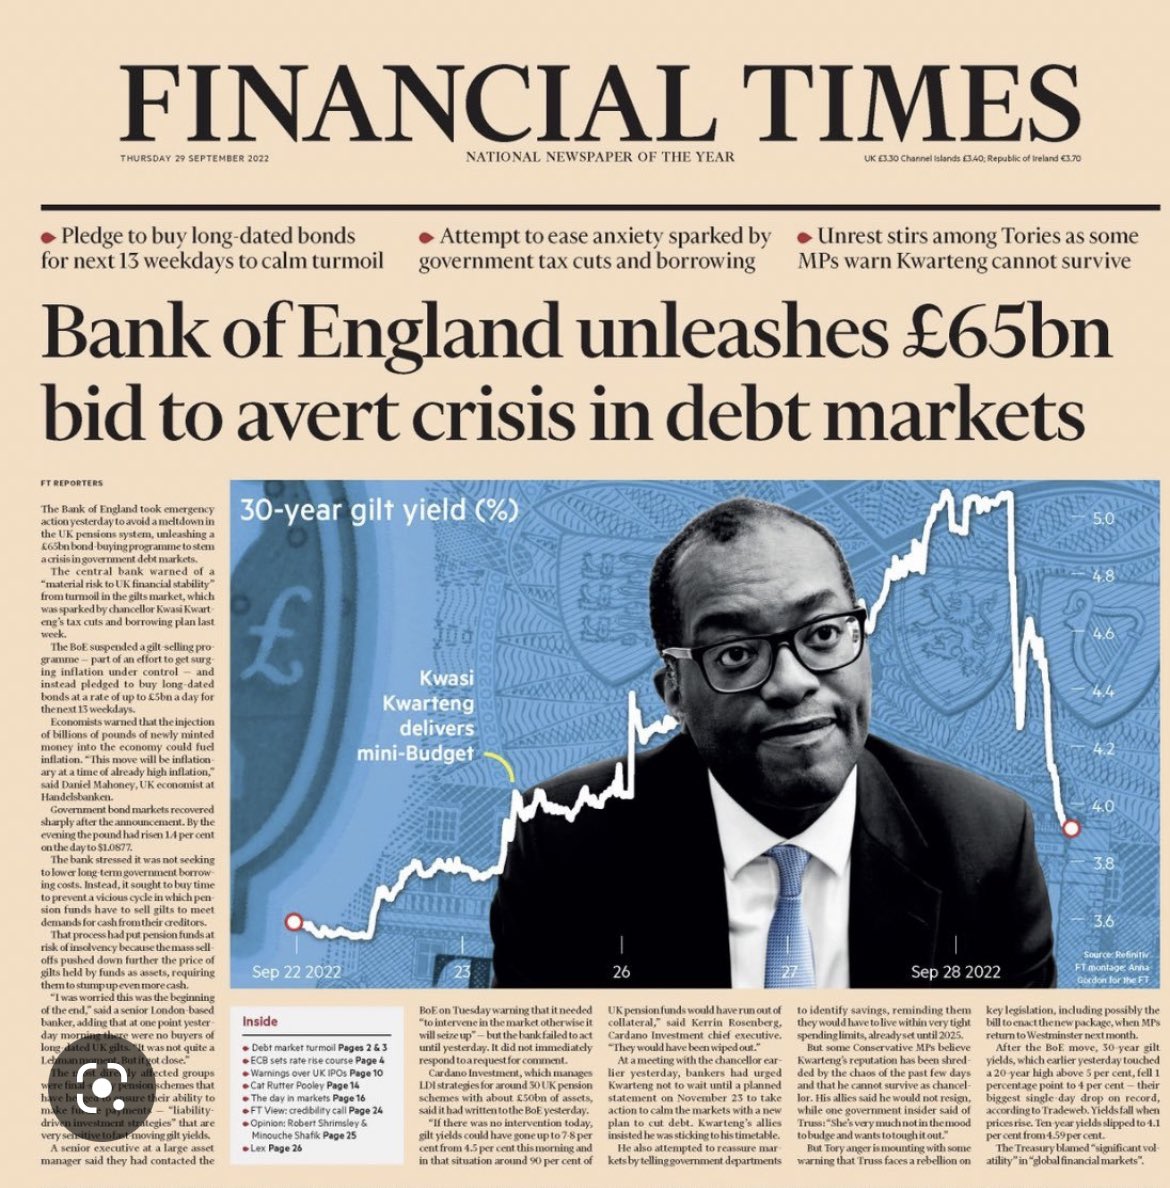 FINANCIAL TIMES
THURSDAY 29 SEPTEMBER 2022
NATIONAL NEWSPAPER OF THE YEAR
UK £3.30 Channel Islands £3.40; Republic of Ireland €3.70
Pledge to buy long-dated bonds
for next 13 weekdays to calm turmoil
Attempt to ease anxiety sparked by
government tax cuts and borrowing
Unrest stirs among Tories as some
MPs warn Kwarteng cannot survive
Bank of England unleashes £65bn
bid to avert crisis in debt markets
FT REPORTERS
The Bank of England took emergency
action yesterday to avoid a meltdown in
the UK pensions system, unleashing a
£65bn bond-buying programme to stem
a crisis in government debt markets.
The central bank warned of a
“material risk to UK financial stability”
from turmoil in the gilts market, which
was sparked by chancellor Kwasi Kwart-
eng’s tax cuts and borrowing plan last
week.
The BoE suspended a gilt-selling pro-
gramme — part of an effort to get surg-
ing inflation under control — and
instead pledged to buy long-dated
bonds at a rate of up to £5bn a day for
the next 13 weekdays.
Economists warned that the injection
of billions of pounds of newly minted
money into the economy could fuel
inflation. “This move will be inflation-
ary at a time of already high inflation,”
said Daniel Mahoney, UK economist at
Handelsbanken.
Government bond markets recovered
sharply after the announcement. By the
evening the pound had risen 1.4 per cent
on the day to $1.0877.
The bank stressed it was not seeking
to lower long-term government borrow-
ing costs. Instead, it sought to buy time
to prevent a vicious cycle in which pen-
sion funds have to sell gilts to meet
demands for cash from their creditors.
That process had put pension funds at
risk of insolvency because the mass sell-
offs pushed down further the price of
gilts held by funds as assets, requiring
them to stump up even more cash.
“I was worried this was the beginning
of the end,” said a senior London-based
banker, adding that at one point yester-
day morning there were no buyers of
long-dated UK gilts. “It was not quite a
Lehman moment. But it got close.”
The most directly affected groups
were final pension schemes that
have to ensure their ability to
make future payments — “liability-
driven investment strategies” that are
very sensitive to fast-moving gilt yields.
A senior executive at a large asset
manager said they had contacted the
30-year gilt yield (%)
£
Kwasi
Kwarteng
delivers
mini-Budget
5.0
4.8
4.6
4.4
4.2
4.0
3.8
3.6
Sep 22 2022
23
26
27
Sep 28 2022
Source: Refinitiv
FT montage; Anna
Gordon for the FT
Inside
Debt market turmoil Pages 2 & 3
ECB sets rate rise course Page 4
Warnings over UK IPOs Page 10
Cat Rutter Pooley Page 14
The day in markets Page 16
FT View: credibility call Page 24
Opinion: Robert Shrimsley &
Minouche Shafik Page 25
Lex Page 26
BoE on Tuesday warning that it needed
“to intervene in the market otherwise it
will seize up” — but the bank failed to act
until yesterday. It did not immediately
respond to a request for comment.
Cardano Investment, which manages
LDI strategies for around 30 UK pension
schemes with about £50bn of assets,
said it had written to the BoE yesterday.
“If there was no intervention today,
gilt yields could have gone up to 7-8 per
cent from 4.5 per cent this morning and
in that situation around 90 per cent of
UK pension funds would have run out of
collateral,” said Kerrin Rosenberg,
Cardano Investment chief executive.
“They would have been wiped out.”
At a meeting with the chancellor ear-
lier yesterday, bankers had urged
Kwarteng not to wait until a planned
statement on November 23 to take
action to calm the markets with a new
plan to cut debt. Kwarteng’s allies
insisted he was sticking to his timetable.
He also attempted to reassure mar-
kets by telling government departments
to identify savings, reminding them
they would have to live within very tight
spending limits, already set until 2025.
But some Conservative MPs believe
Kwarteng’s reputation has been shred-
ded by the chaos of the past few days
and that he cannot survive as chancel-
lor. His allies said he would not resign,
while one government insider said of
Truss: “She’s very much not in the mood
to budge and wants to tough it out.”
But Tory anger is mounting with some
warning that Truss faces a rebellion on
key legislation, including possibly the
bill to enact the new package, when MPs
return to Westminster next month.
After the BoE move, 30-year gilt
yields, which earlier yesterday touched
a 20-year high above 5 per cent, fell 1
percentage point to 4 per cent — their
biggest single-day drop on record,
according to Tradeweb. Yields fall when
prices rise. Ten-year yields slipped to 4.1
per cent from 4.59 per cent.
The Treasury blamed “significant vol-
atility” in “global financial markets”.